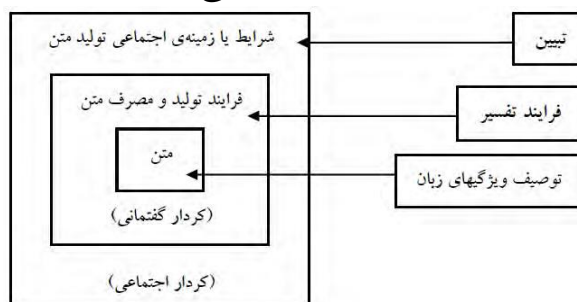 شرایط یا زمینه‌ی اجتماعی تولید متن
تبیین
فرایند تولید و مصرف متن
فرایند تفسیر
متن
توصیف ویژگیهای زبان
(کردار گفتمانی)
(کردار اجتماعی)